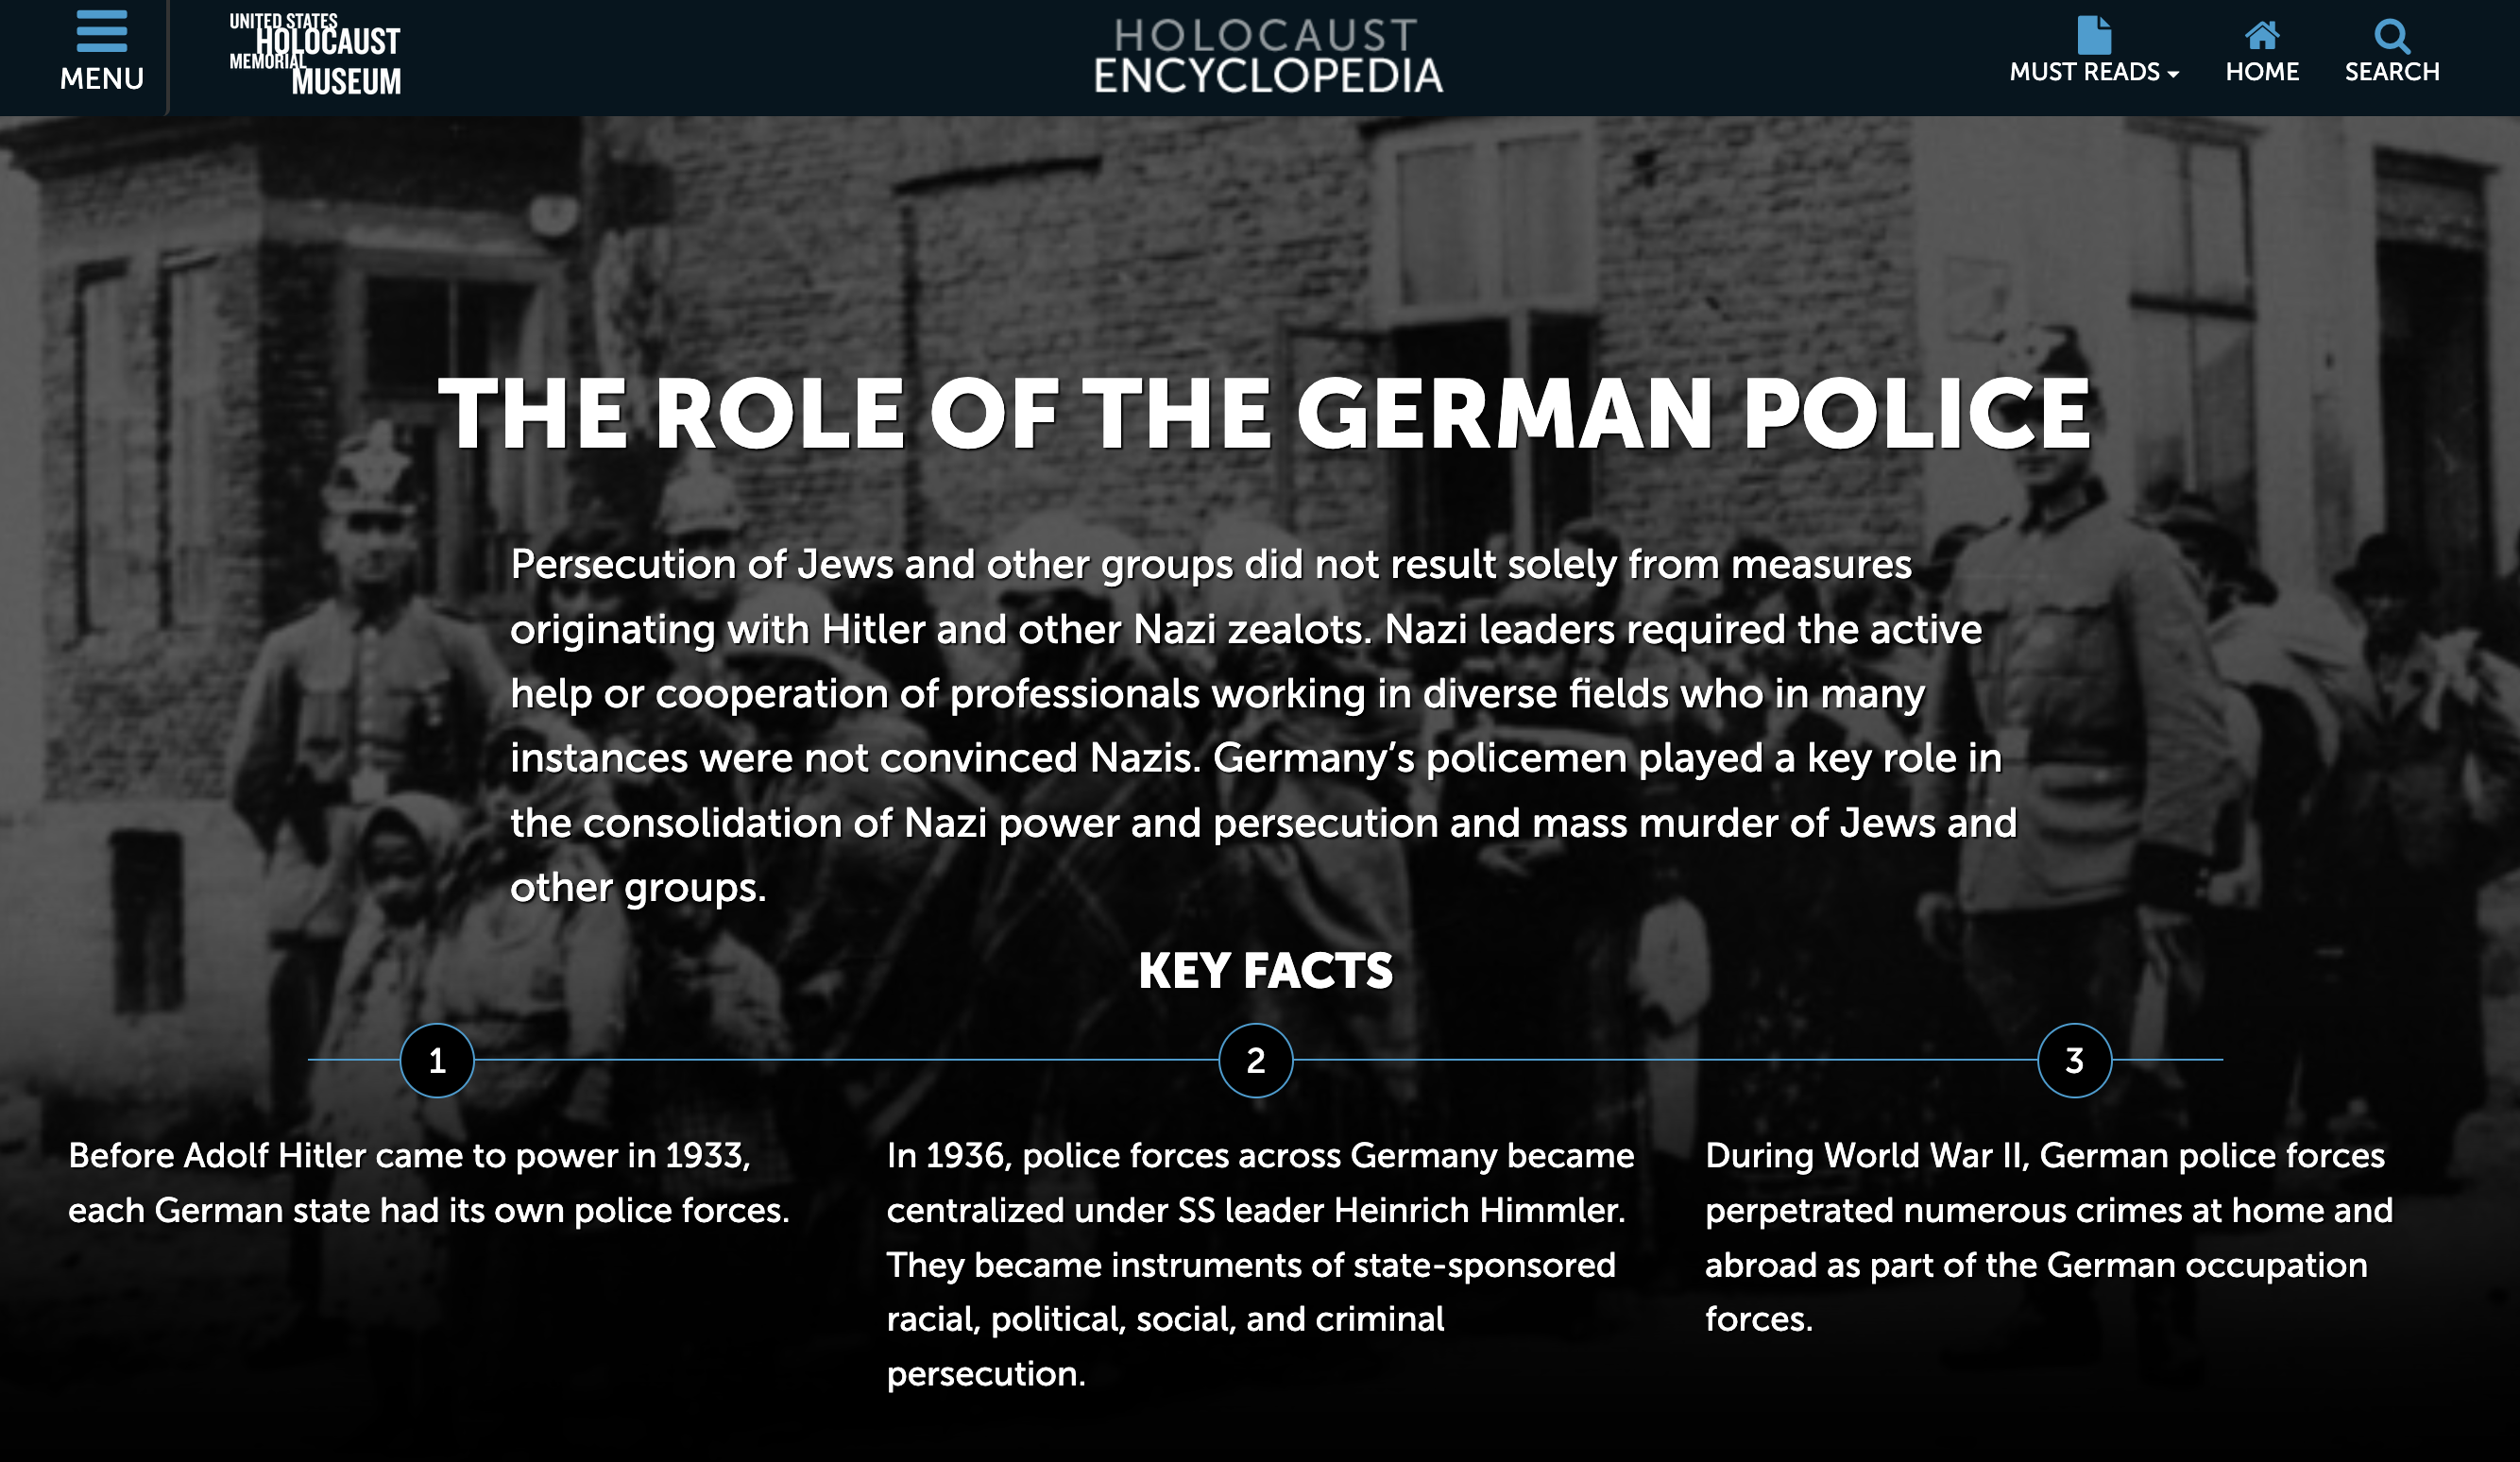 MENU
UNITED STATES
HOLOCAUST
MEMORIAL
MUSEUM
HOLOCAUST
ENCYCLOPEDIA
MUST READS
HOME
SEARCH
THE ROLE OF THE GERMAN POLICE
Persecution of Jews and other groups did not result solely from measures
originating with Hitler and other Nazi zealots. Nazi leaders required the active
help or cooperation of professionals working in diverse fields who in many
instances were not convinced Nazis. Germany’s policemen played a key role in
the consolidation of Nazi power and persecution and mass murder of Jews and
other groups.
KEY FACTS
1
Before Adolf Hitler came to power in 1933,
each German state had its own police forces.
2
In 1936, police forces across Germany became
centralized under SS leader Heinrich Himmler.
They became instruments of state-sponsored
racial, political, social, and criminal
persecution.
3
During World War II, German police forces
perpetrated numerous crimes at home and
abroad as part of the German occupation
forces.